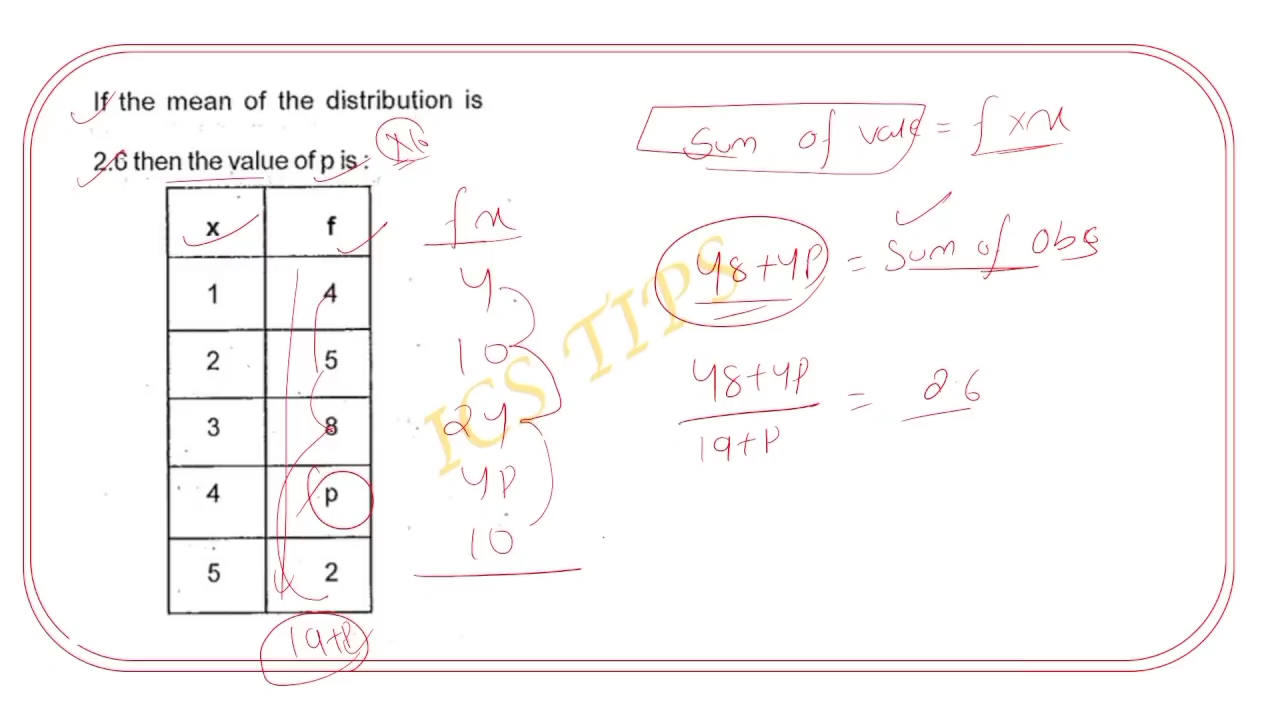 If the mean of the distribution is
2.6 then the value of p is :
x f
1 4
2 5
3 8
4 p
5 2
19+P
fx
4
10
24
4P
10
Sum of vale = f×x
48+4P = Sum of Obs
48+4P = 2.6
19+P
ICS TIPS